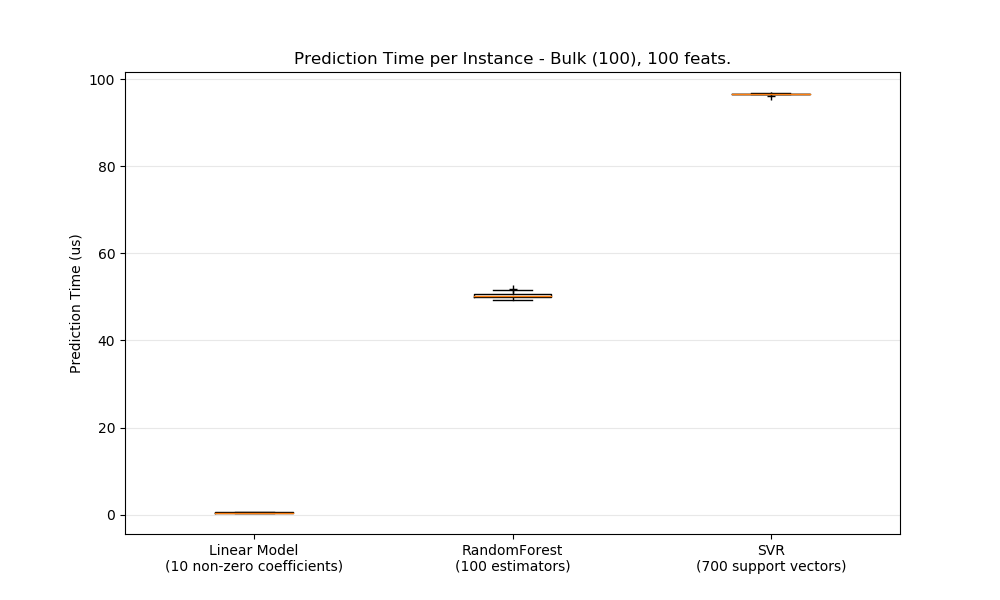 Prediction Time per Instance - Bulk (100), 100 feats.
100
80
60
40
20
0
Prediction Time (us)
Linear Model
(10 non-zero coefficients)
RandomForest
(100 estimators)
SVR
(700 support vectors)